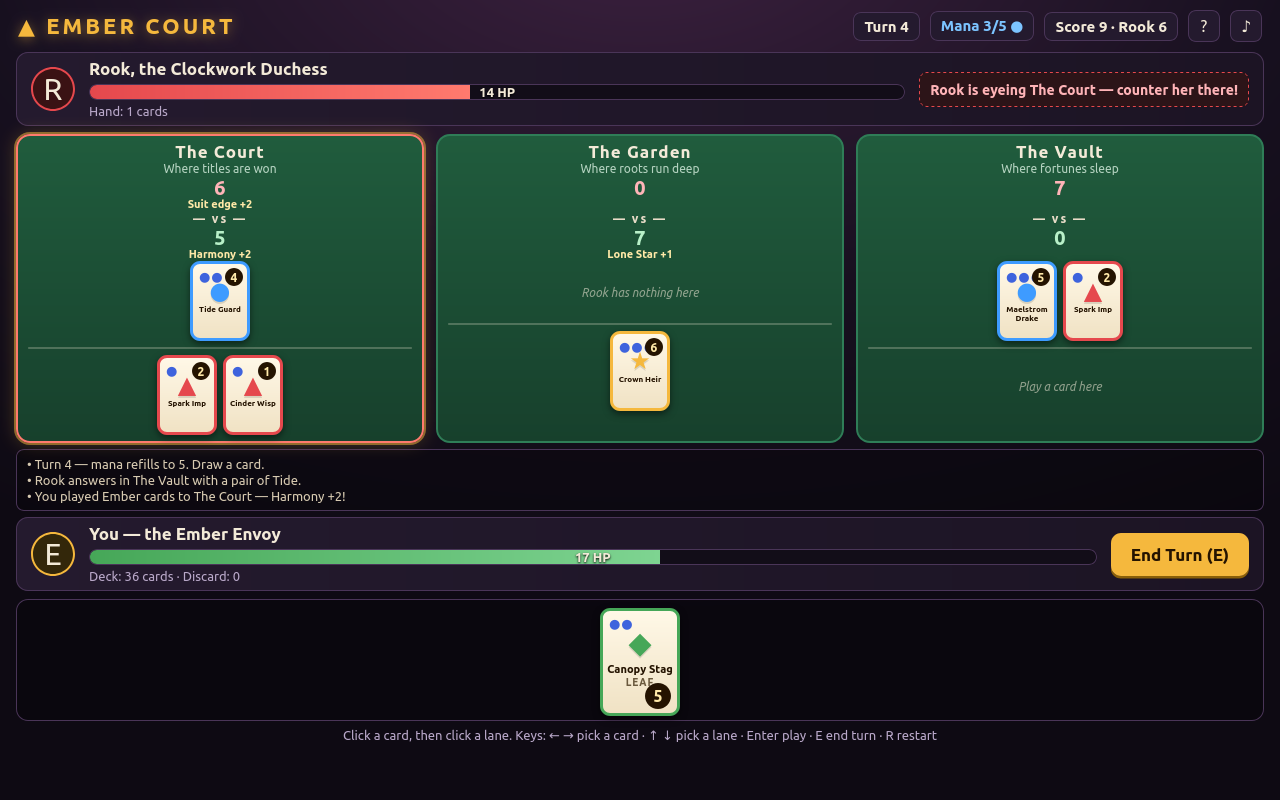 ▲ EMBER COURT
Turn 4
Mana 3/5
Score 9 · Rook 6
?
♪
R
Rook, the Clockwork Duchess
14 HP
Hand: 1 cards
Rook is eyeing The Court — counter her there!
The Court
Where titles are won
6
Suit edge +2
— vs —
5
Harmony +2
4
Tide Guard
2
Spark Imp
1
Cinder Wisp
The Garden
Where roots run deep
0
— vs —
7
Lone Star +1
Rook has nothing here
6
Crown Heir
The Vault
Where fortunes sleep
7
— vs —
0
5
Maelstrom
Drake
2
Spark Imp
Play a card here
• Turn 4 — mana refills to 5. Draw a card.
• Rook answers in The Vault with a pair of Tide.
• You played Ember cards to The Court — Harmony +2!
E
You — the Ember Envoy
17 HP
Deck: 36 cards · Discard: 0
End Turn (E)
Canopy Stag
LEAF
5
Click a card, then click a lane. Keys: ← → pick a card · ↑ ↓ pick a lane · Enter play · E end turn · R restart